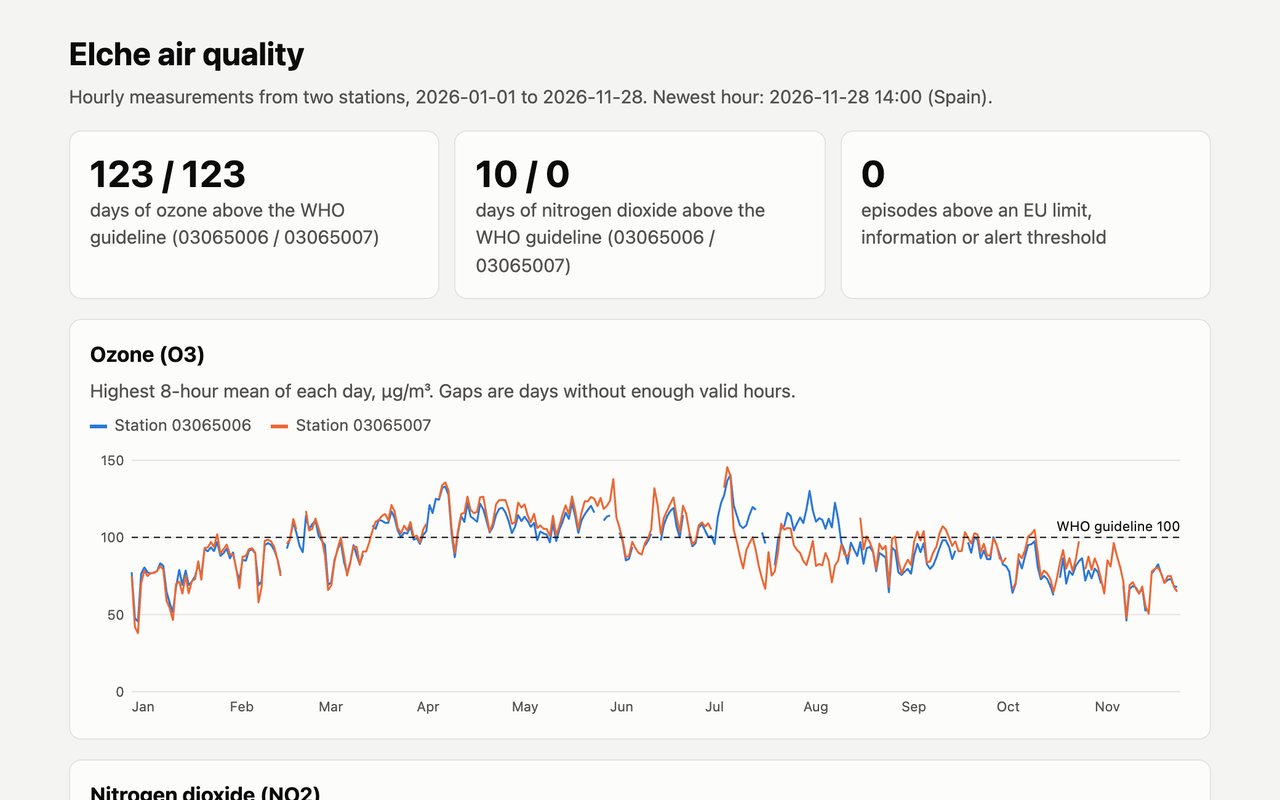 Elche air quality
Hourly measurements from two stations, 2026-01-01 to 2026-11-28. Newest hour: 2026-11-28 14:00 (Spain).
123 / 123
days of ozone above the WHO
guideline (03065006 / 03065007)
10 / 0
days of nitrogen dioxide above the
WHO guideline (03065006 /
03065007)
0
episodes above an EU limit,
information or alert threshold
Ozone (O3)
Highest 8-hour mean of each day, µg/m³. Gaps are days without enough valid hours.
Station 03065006 Station 03065007
150
WHO guideline 100
100
50
0
Jan Feb Mar Apr May Jun Jul Aug Sep Oct Nov
Nitrogen dioxide (NO2)